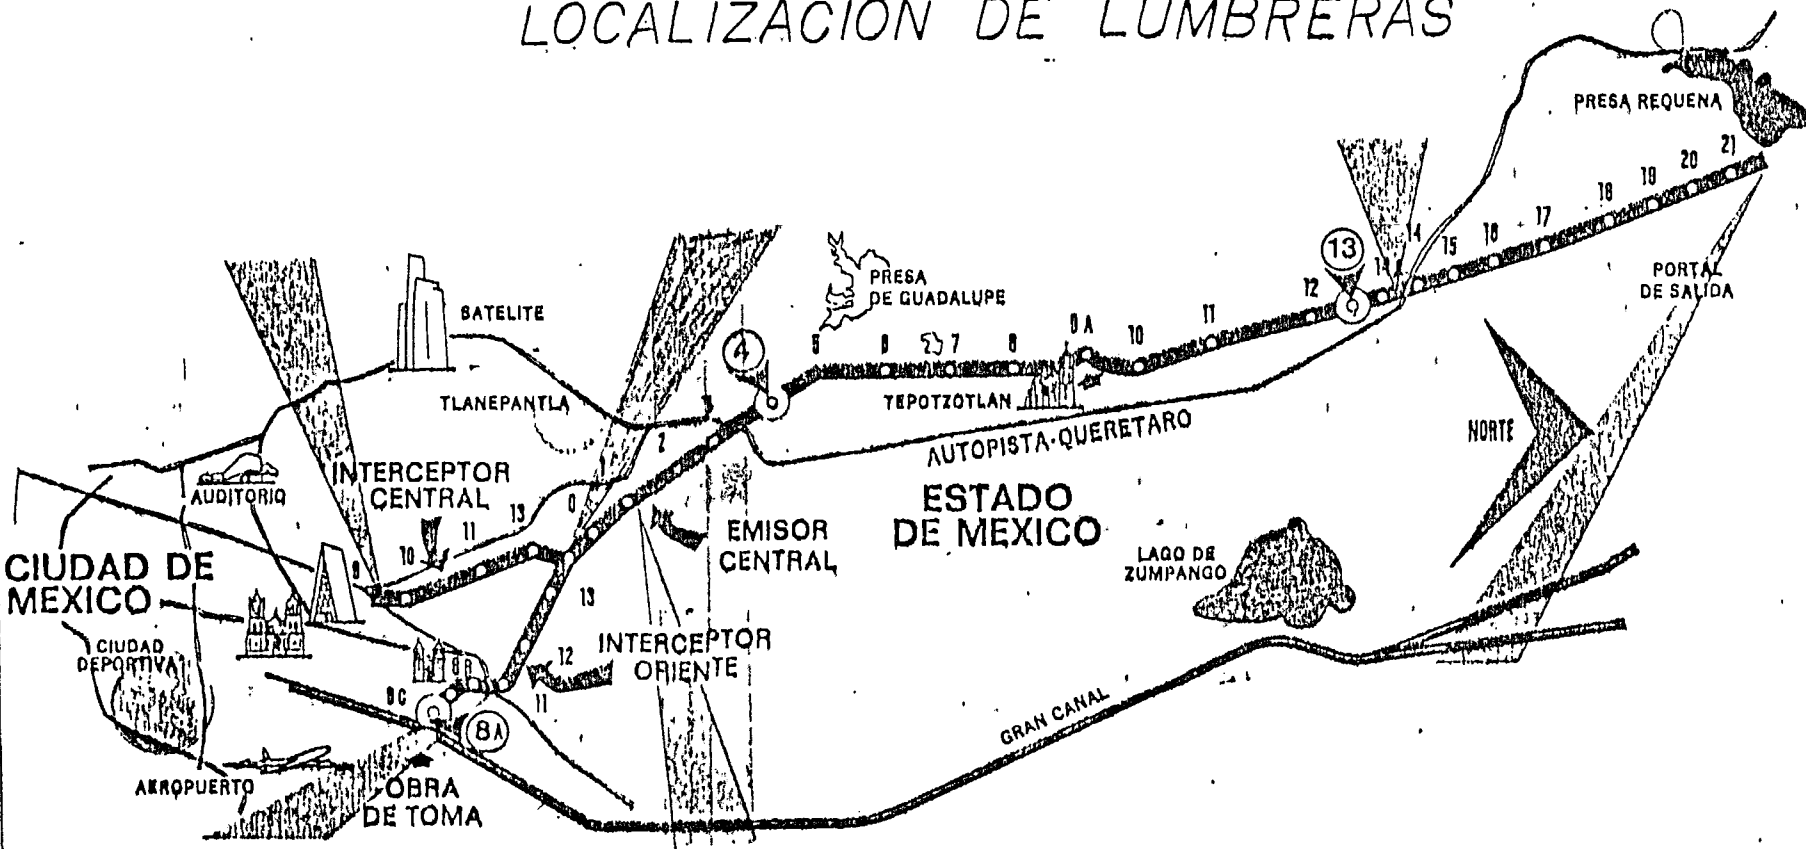 LOCALIZACION DE LUMBRERAS
PRESA REQUENA
21
20
19
18
17
16
15
14
13
12
PORTAL
DE SALIDA
PRESA
DE GUADALUPE
SATELITE
4
5
6
7
8
9A
10
11
TLANEPANTLA
TEPOTZOTLAN
AUTOPISTA-QUERETARO
NORTE
2
0
AUDITORIO
INTERCEPTOR
CENTRAL
13
11
10
9
EMISOR
CENTRAL
ESTADO
DE MEXICO
LAGO DE
ZUMPANGO
CIUDAD DE
MEXICO
CIUDAD
DEPORTIVA
13
12
11
INTERCEPTOR
ORIENTE
8B
8C
8A
GRAN CANAL
AEROPUERTO
OBRA
DE TOMA